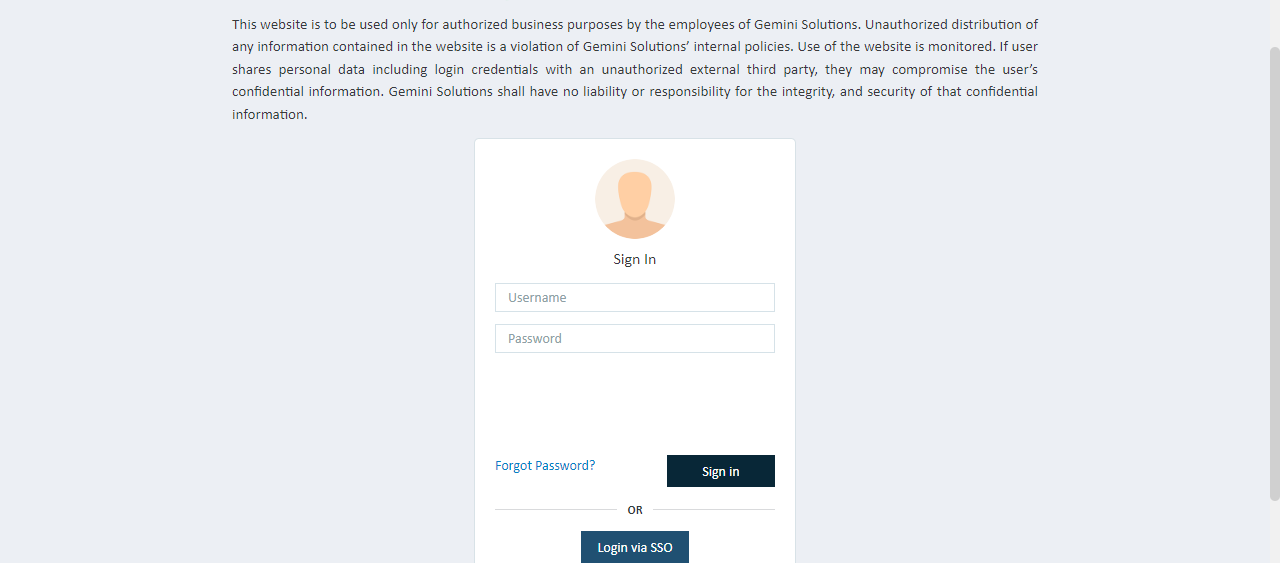 This website is to be used only for authorized business purposes by the employees of Gemini Solutions. Unauthorized distribution of
any information contained in the website is a violation of Gemini Solutions’ internal policies. Use of the website is monitored. If user
shares personal data including login credentials with an unauthorized external third party, they may compromise the user’s
confidential information. Gemini Solutions shall have no liability or responsibility for the integrity, and security of that confidential
information.
Sign In
Username
Password
Forgot Password?
Sign in
OR
Login via SSO